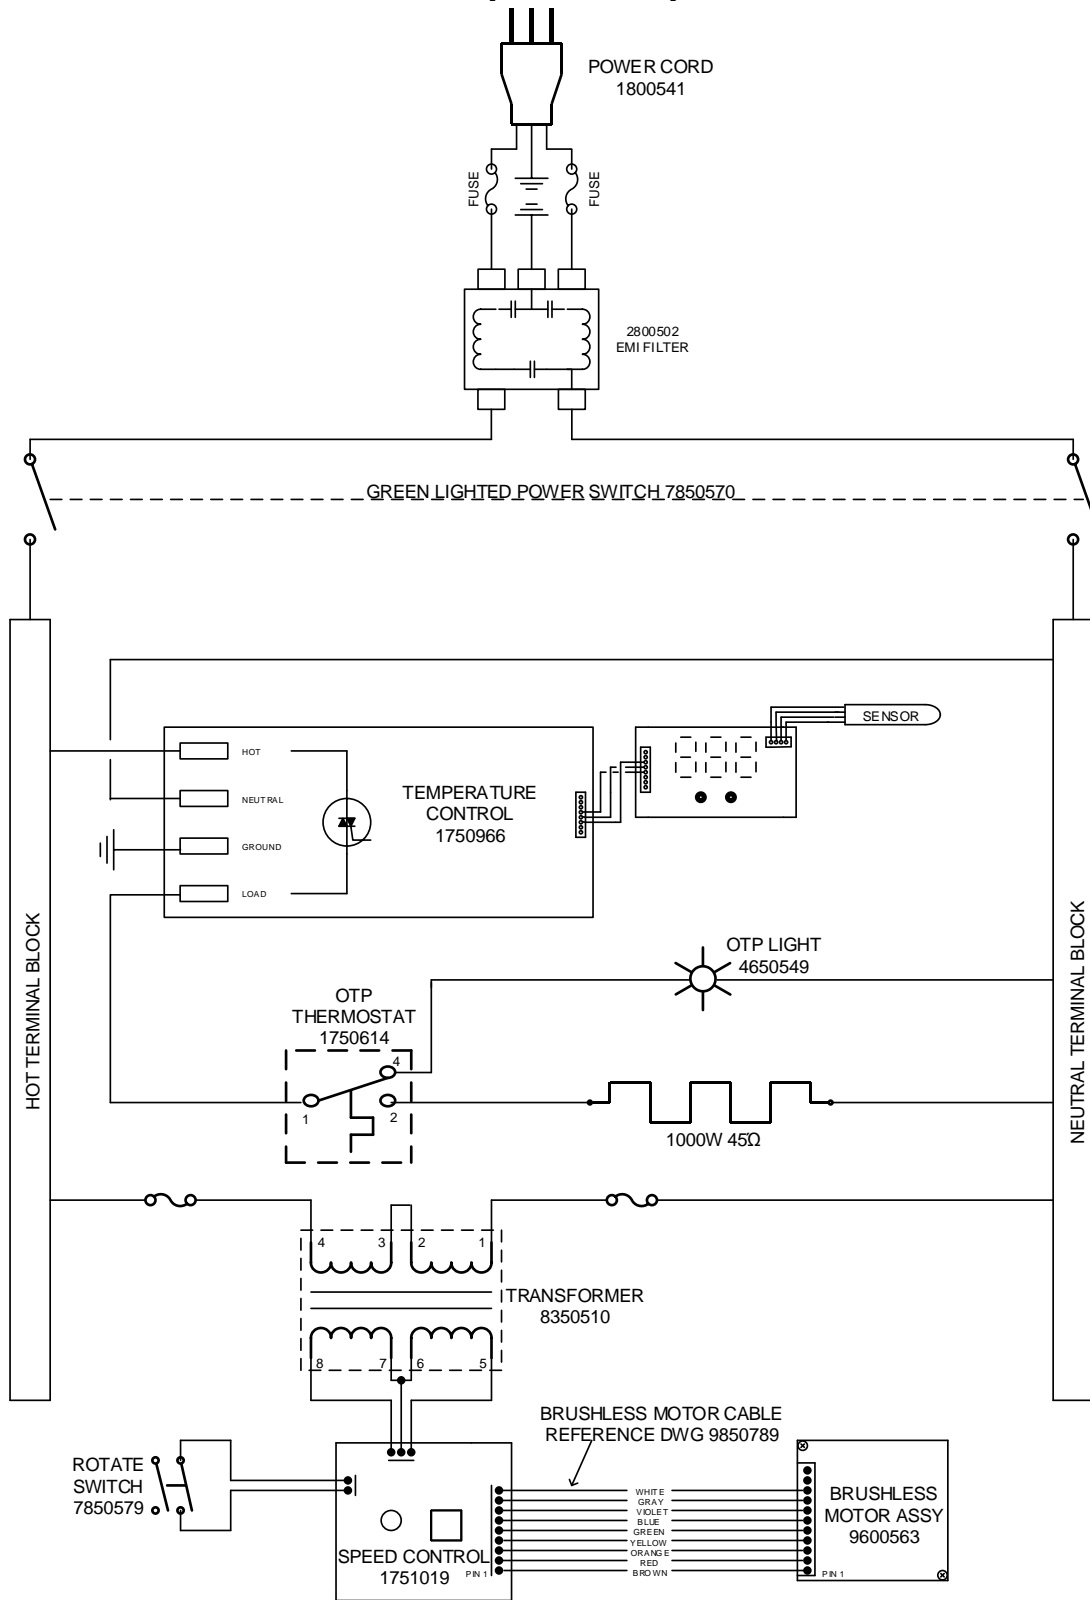 POWER CORD
1800541
FUSE
FUSE
2800502
EMI FILTER
GREEN LIGHTED POWER SWITCH 7850570
SENSOR
HOT
NEUTRAL
GROUND
LOAD
TEMPERATURE
CONTROL
1750966
HOT TERMINAL BLOCK
NEUTRAL TERMINAL BLOCK
OTP LIGHT
4650549
OTP
THERMOSTAT
1750614
4
1
2
1000W 45Ω
4 3 2 1
TRANSFORMER
8350510
8 7 6 5
BRUSHLESS MOTOR CABLE
REFERENCE DWG 9850789
ROTATE
SWITCH
7850579
SPEED CONTROL
1751019
PIN 1
WHITE
GRAY
VIOLET
BLUE
GREEN
YELLOW
ORANGE
RED
BROWN
BRUSHLESS
MOTOR ASSY
9600563
PIN 1